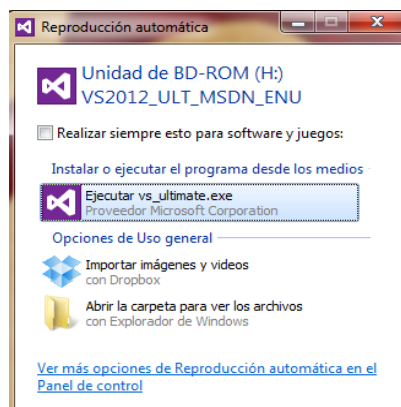 Reproducción automática
Unidad de BD-ROM (H:)
VS2012_ULT_MSDN_ENU
Realizar siempre esto para software y juegos:
Instalar o ejecutar el programa desde los medios
Ejecutar vs_ultimate.exe
Proveedor Microsoft Corporation
Opciones de Uso general
Importar imágenes y videos
con Dropbox
Abrir la carpeta para ver los archivos
con Explorador de Windows
Ver más opciones de Reproducción automática en el
Panel de control